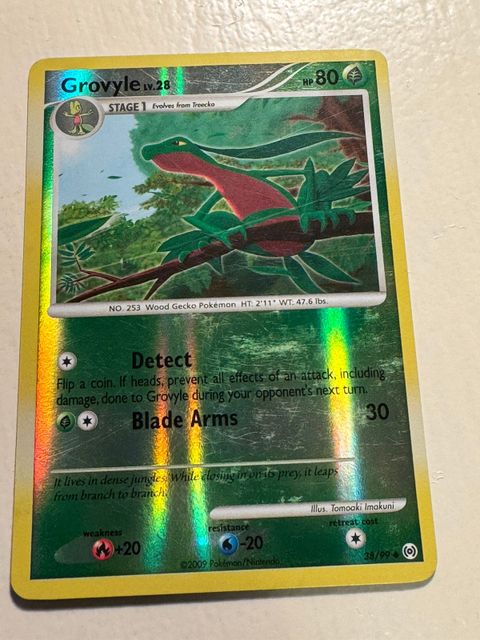 Grovyle LV.28
HP 80
STAGE 1 Evolves from Treecko
NO. 253 Wood Gecko Pokémon HT: 2'11" WT: 47.6 lbs.
Detect
Flip a coin. If heads, prevent all effects of an attack, including
damage, done to Grovyle during your opponent's next turn.
Blade Arms 30
It lives in dense jungles. While closing in on its prey, it leaps
from branch to branch.
Illus. Tomoaki Imakuni
weakness resistance retreat cost
+20 -20
©2009 Pokémon/Nintendo
38/99